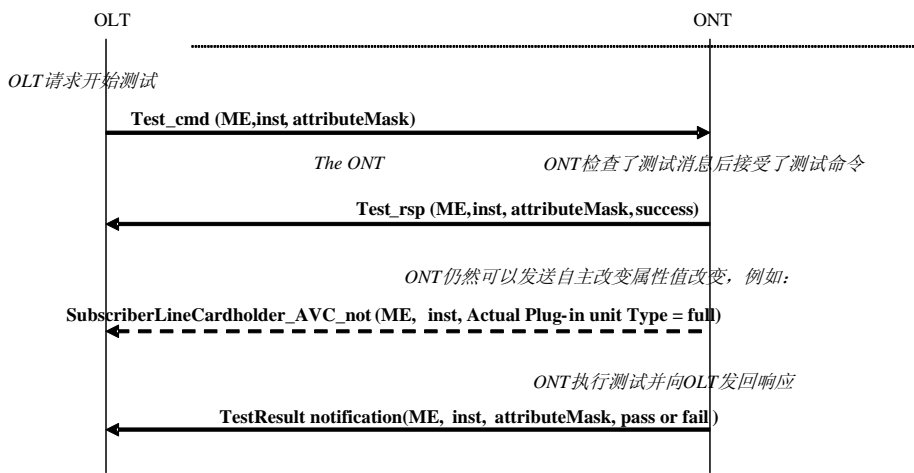 OLT ONT
OLT请求开始测试
Test_cmd (ME,inst, attributeMask)
The ONT ONT检查了测试消息后接受了测试命令
Test_rsp (ME,inst, attributeMask,success)
ONT仍然可以发送自主改变属性值改变，例如：
SubscriberLineCardholder_AVC_not (ME, inst, Actual Plug-in unit Type = full)
ONT执行测试并向OLT发回响应
TestResult notification(ME, inst, attributeMask, pass or fail )